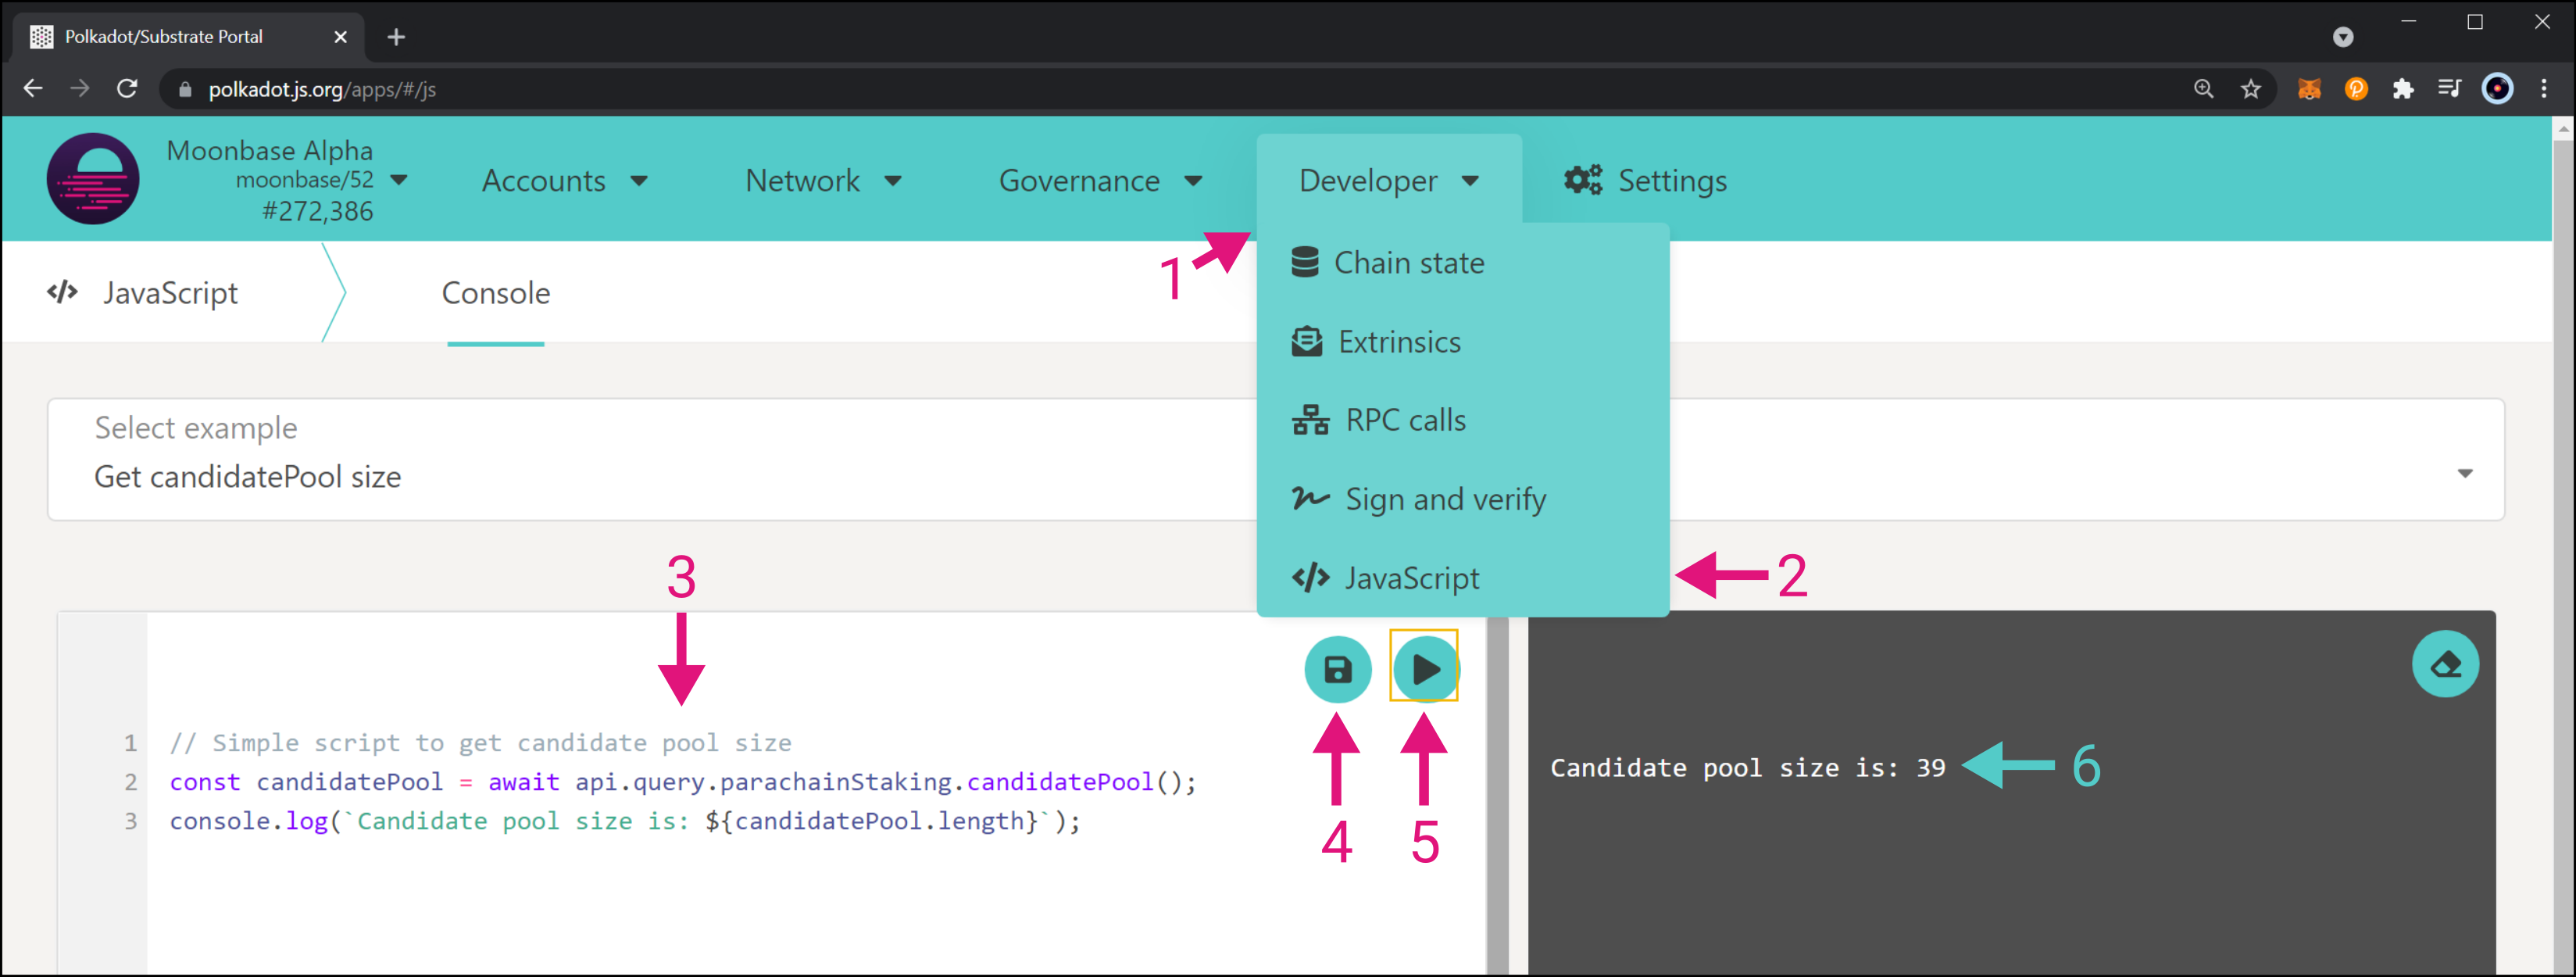 Polkadot/Substrate Portal
polkadot.js.org/apps/#/js
Moonbase Alpha
moonbase/52
#272,386
Accounts
Network
Governance
Developer
Settings
JavaScript
Console
1
Chain state
Extrinsics
RPC calls
Sign and verify
JavaScript
2
Select example
Get candidatePool size
3
1 // Simple script to get candidate pool size
2 const candidatePool = await api.query.parachainStaking.candidatePool();
3 console.log(`Candidate pool size is: ${candidatePool.length}`);
4
5
Candidate pool size is: 39
6